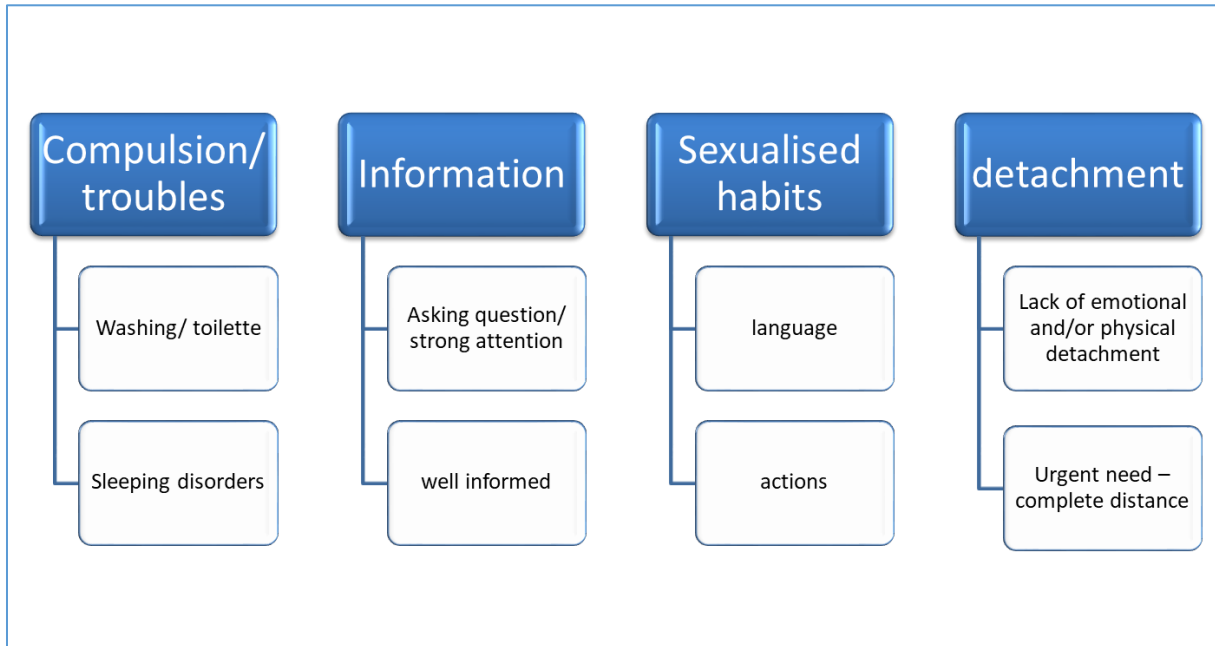 Compulsion/
troubles
Washing/ toilette
Sleeping disorders
Information
Asking question/
strong attention
well informed
Sexualised
habits
language
actions
detachment
Lack of emotional
and/or physical
detachment
Urgent need –
complete distance